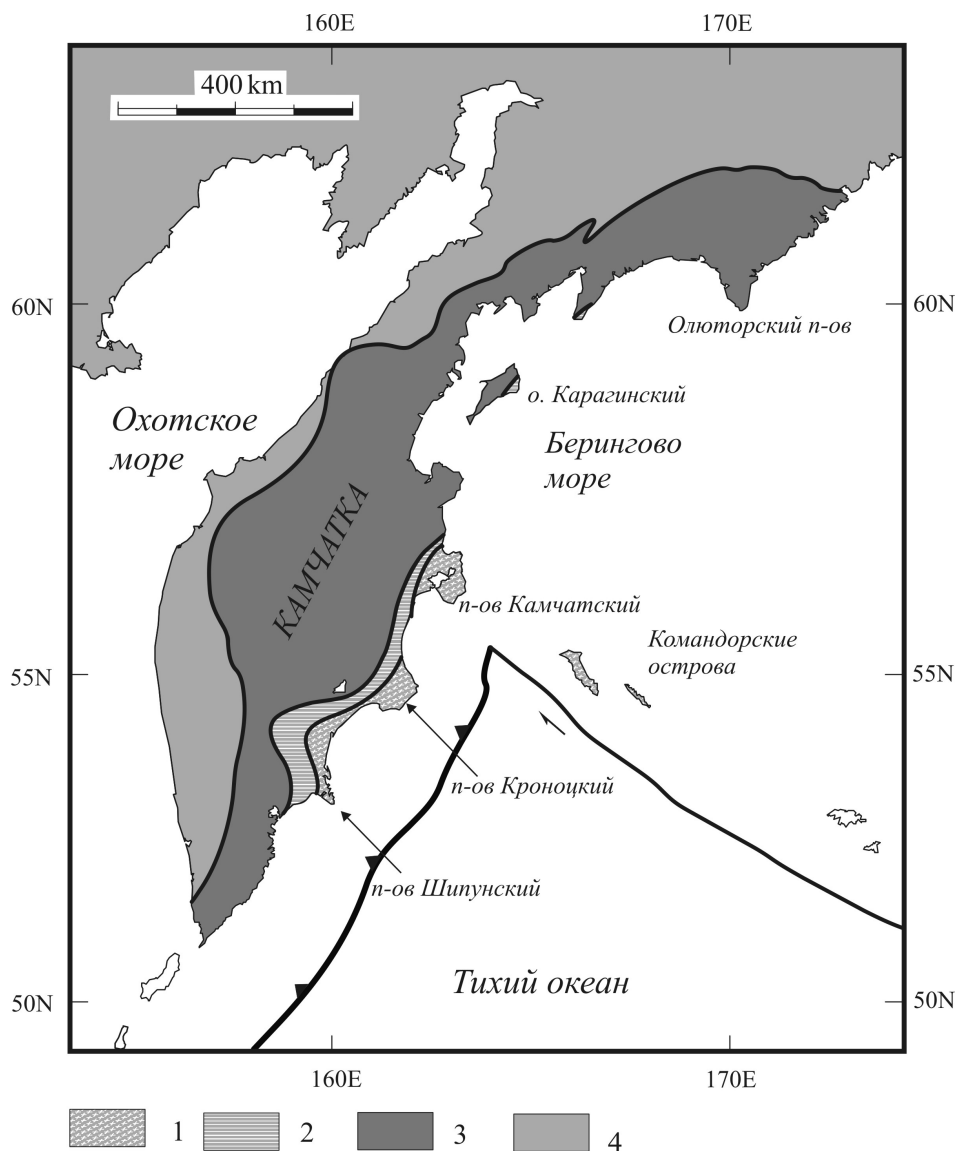 160E
170E
400 km
60N
60N
Олюторский п-ов
о. Карагинский
Охотское
море
Берингово
море
КАМЧАТКА
п-ов Камчатский
Командорские
острова
55N
55N
п-ов Кроноцкий
п-ов Шипунский
Тихий океан
50N
50N
160E
170E
1
2
3
4